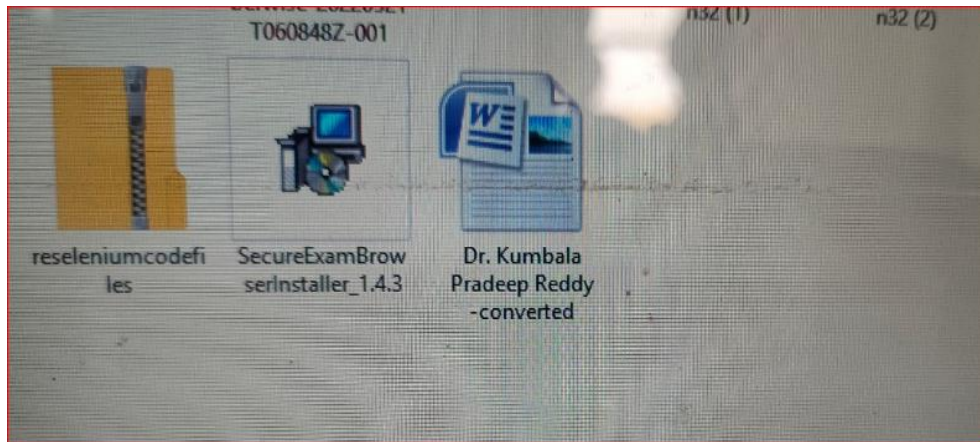 T060848Z-001
n32 (1)
n32 (2)
reseleniumcodefi
les
SecureExamBrow
serInstaller_1.4.3
Dr. Kumbala
Pradeep Reddy
-converted